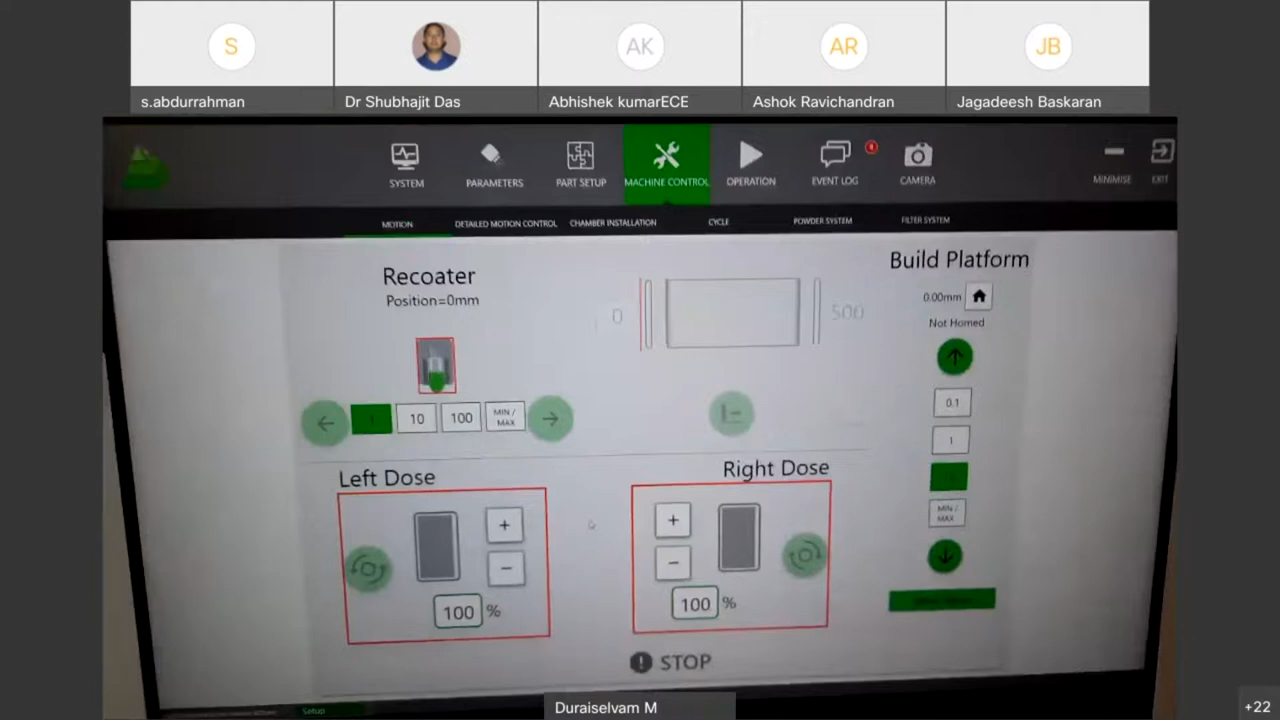 S
AK
AR
JB
s.abdurrahman
Dr Shubhajit Das
Abhishek kumarECE
Ashok Ravichandran
Jagadeesh Baskaran
SYSTEM
PARAMETERS
PART SETUP
MACHINE CONTROL
OPERATION
EVENT LOG
CAMERA
MINIMISE
EXIT
MOTION
DETAILED MOTION CONTROL
CHAMBER INSTALLATION
CYCLE
POWDER SYSTEM
FILTER SYSTEM
Recoater
Position=0mm
0
500
Build Platform
0.00mm
Not Homed
10
100
MIN /
MAX
0.1
1
MIN /
MAX
Left Dose
+
−
100 %
Right Dose
+
−
100 %
! STOP
Setup
Duraiselvam M
+22